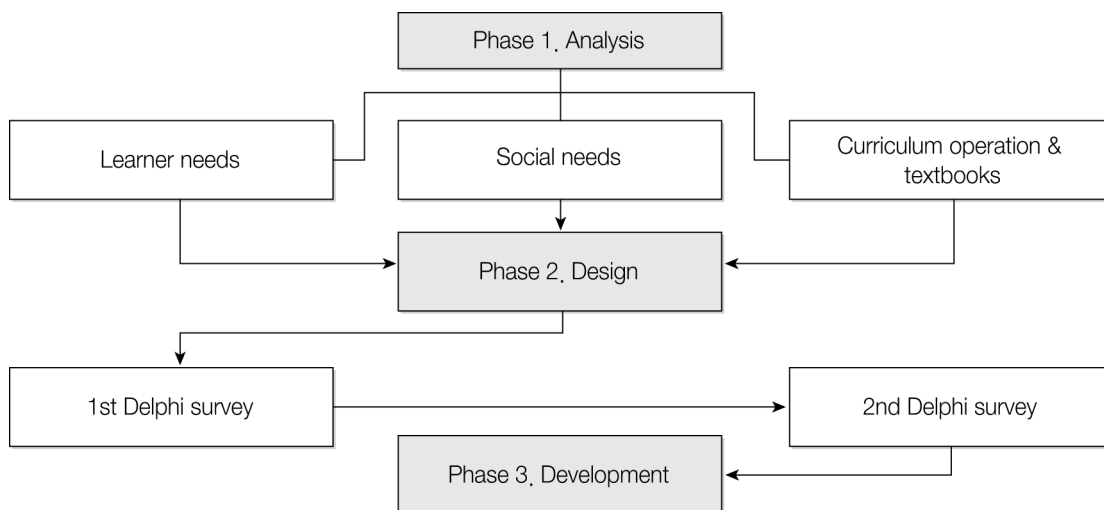 Phase 1. Analysis
Learner needs
Social needs
Curriculum operation &
textbooks
Phase 2. Design
1st Delphi survey
2nd Delphi survey
Phase 3. Development